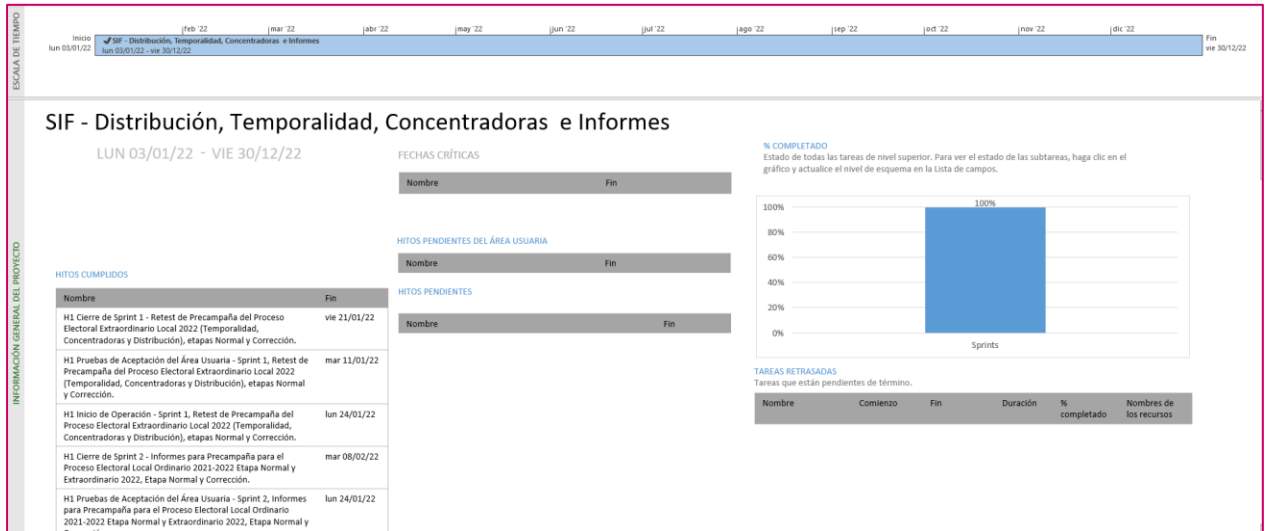 ESCALA DE TIEMPO
feb '22 mar '22 abr '22 may '22 jun '22 jul '22 ago '22 sep '22 oct '22 nov '22 dic '22
Inicio
lun 03/01/22
SIF - Distribución, Temporalidad, Concentradoras e Informes
lun 03/01/22 - vie 30/12/22
Fin
vie 30/12/22
INFORMACIÓN GENERAL DEL PROYECTO
SIF - Distribución, Temporalidad, Concentradoras e Informes
LUN 03/01/22 - VIE 30/12/22
HITOS CUMPLIDOS
Nombre Fin
H1 Cierre de Sprint 1 - Retest de Precampaña del Proceso vie 21/01/22
Electoral Extraordinario Local 2022 (Temporalidad,
Concentradoras y Distribución), etapas Normal y Corrección.
H1 Pruebas de Aceptación del Área Usuaria - Sprint 1, Retest de mar 11/01/22
Precampaña del Proceso Electoral Extraordinario Local 2022
(Temporalidad, Concentradoras y Distribución), etapas Normal
y Corrección.
H1 Inicio de Operación - Sprint 1, Retest de Precampaña del lun 24/01/22
Proceso Electoral Extraordinario Local 2022 (Temporalidad,
Concentradoras y Distribución), etapas Normal y Corrección.
H1 Cierre de Sprint 2 - Informes para Precampaña para el mar 08/02/22
Proceso Electoral Local Ordinario 2021-2022 Etapa Normal y
Extraordinario 2022, Etapa Normal y Corrección.
H1 Pruebas de Aceptación del Área Usuaria - Sprint 2, Informes lun 24/01/22
para Precampaña para el Proceso Electoral Local Ordinario
2021-2022 Etapa Normal y Extraordinario 2022, Etapa Normal y
FECHAS CRÍTICAS
Nombre Fin
HITOS PENDIENTES DEL ÁREA USUARIA
Nombre Fin
HITOS PENDIENTES
Nombre Fin
% COMPLETADO
Estado de todas las tareas de nivel superior. Para ver el estado de las subtareas, haga clic en el
gráfico y actualice el nivel de esquema en la Lista de campos.
100%
100%
80%
60%
40%
20%
0%
Sprints
TAREAS RETRASADAS
Tareas que están pendientes de término.
Nombre Comienzo Fin Duración % Nombres de
completado los recursos